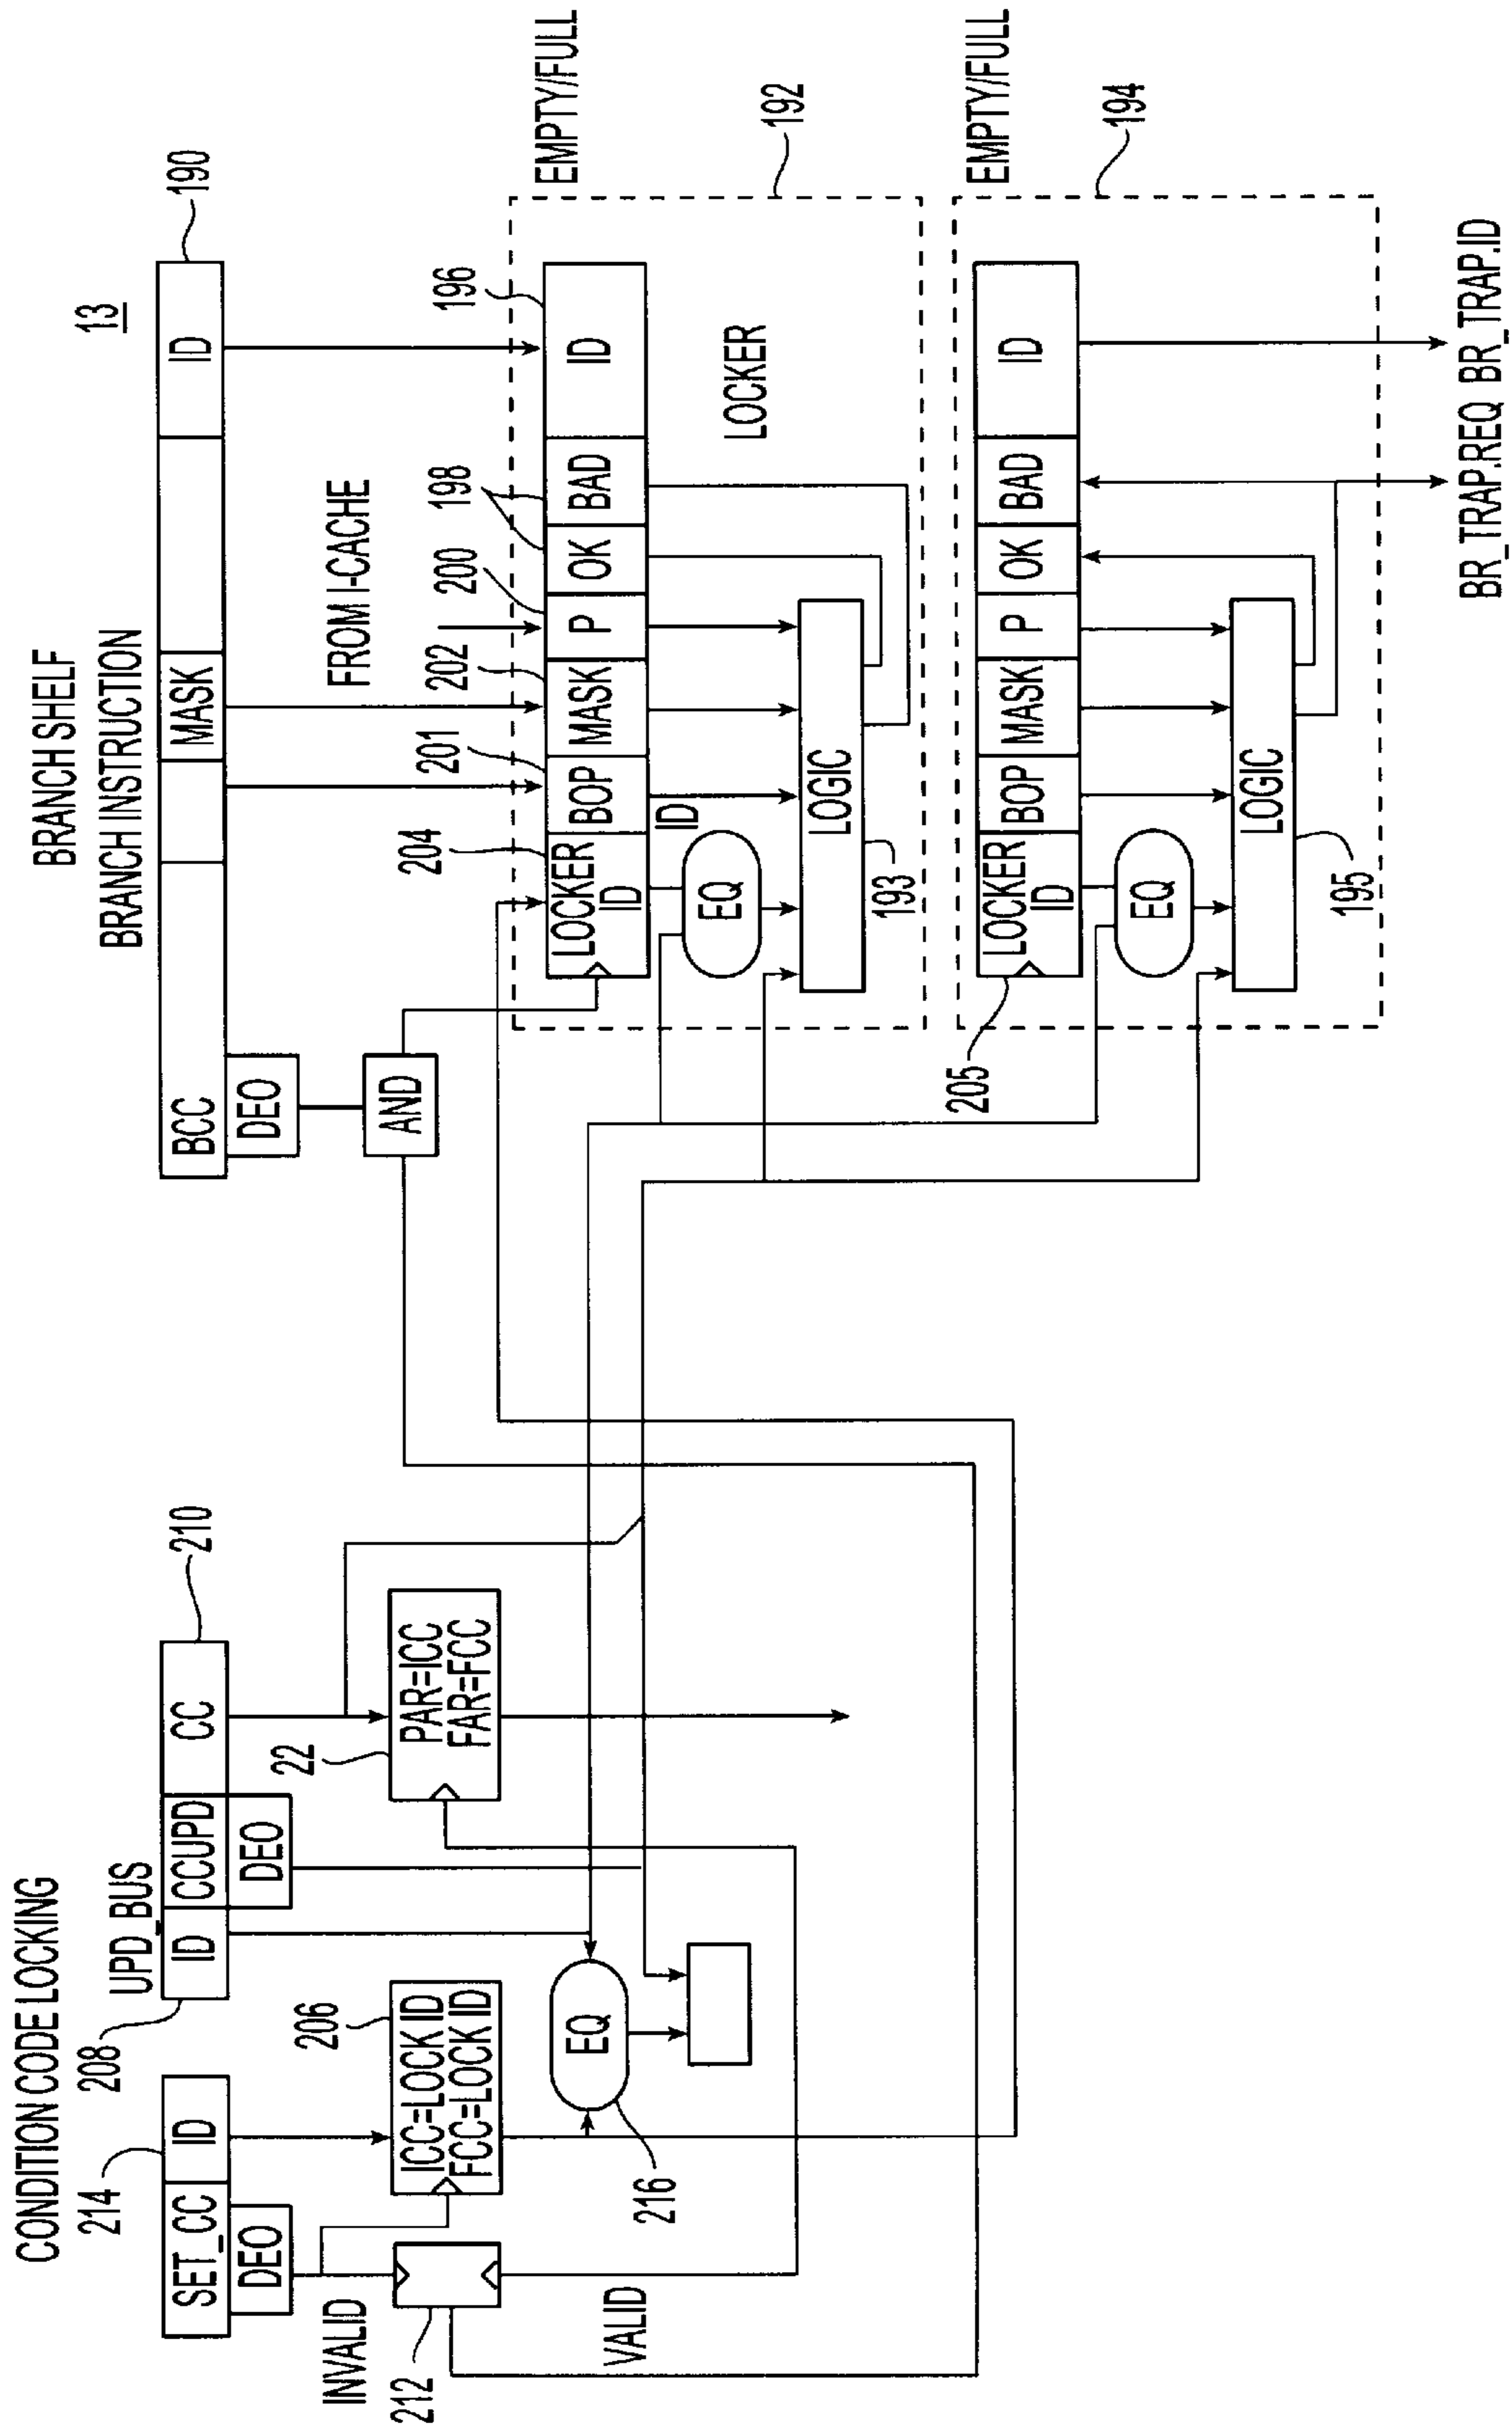 CONDITION CODE LOCKING
BRANCH SHELF
13
214
208
UPD_BUS
210
BRANCH INSTRUCTION
190
SET_CC
ID
ID
CCUPD
CC
BCC
MASK
ID
DEO
DEO
DEO
INVALID
206
22
AND
FROM I-CACHE
ICC=LOCK ID
FCC=LOCK ID
PAR=ICC
FAR=FCC
204
201
202
200
198
196
EMPTY/FULL
212
LOCKER
ID
BOP
MASK
P
OK
BAD
ID
VALID
216
EQ
ID
EQ
LOCKER
192
LOGIC
193
205
LOCKER
ID
BOP
MASK
P
OK
BAD
ID
EMPTY/FULL
194
EQ
LOGIC
195
BR_TRAP.REQ
BR_TRAP.ID